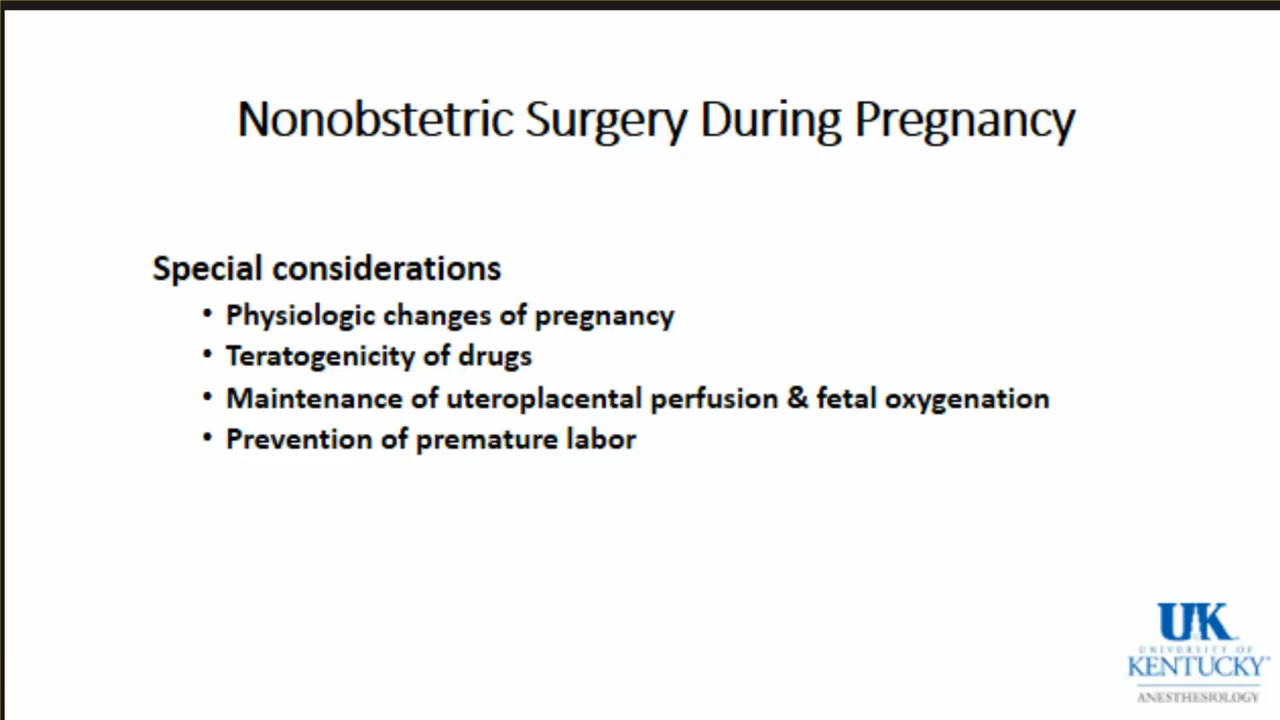 Nonobstetric Surgery During Pregnancy
Special considerations
• Physiologic changes of pregnancy
• Teratogenicity of drugs
• Maintenance of uteroplacental perfusion & fetal oxygenation
• Prevention of premature labor
UK
UNIVERSITY OF
KENTUCKY
ANESTHESIOLOGY